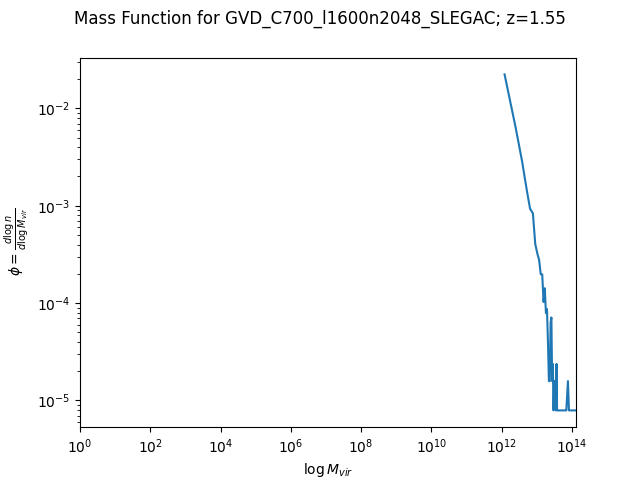 Mass Function for GVD_C700_l1600n2048_SLEGAC; z=1.55
10⁻²
10⁻³
10⁻⁴
10⁻⁵
ϕ = d log n / d log M_vir
10⁰ 10² 10⁴ 10⁶ 10⁸ 10¹⁰ 10¹² 10¹⁴
log M_vir